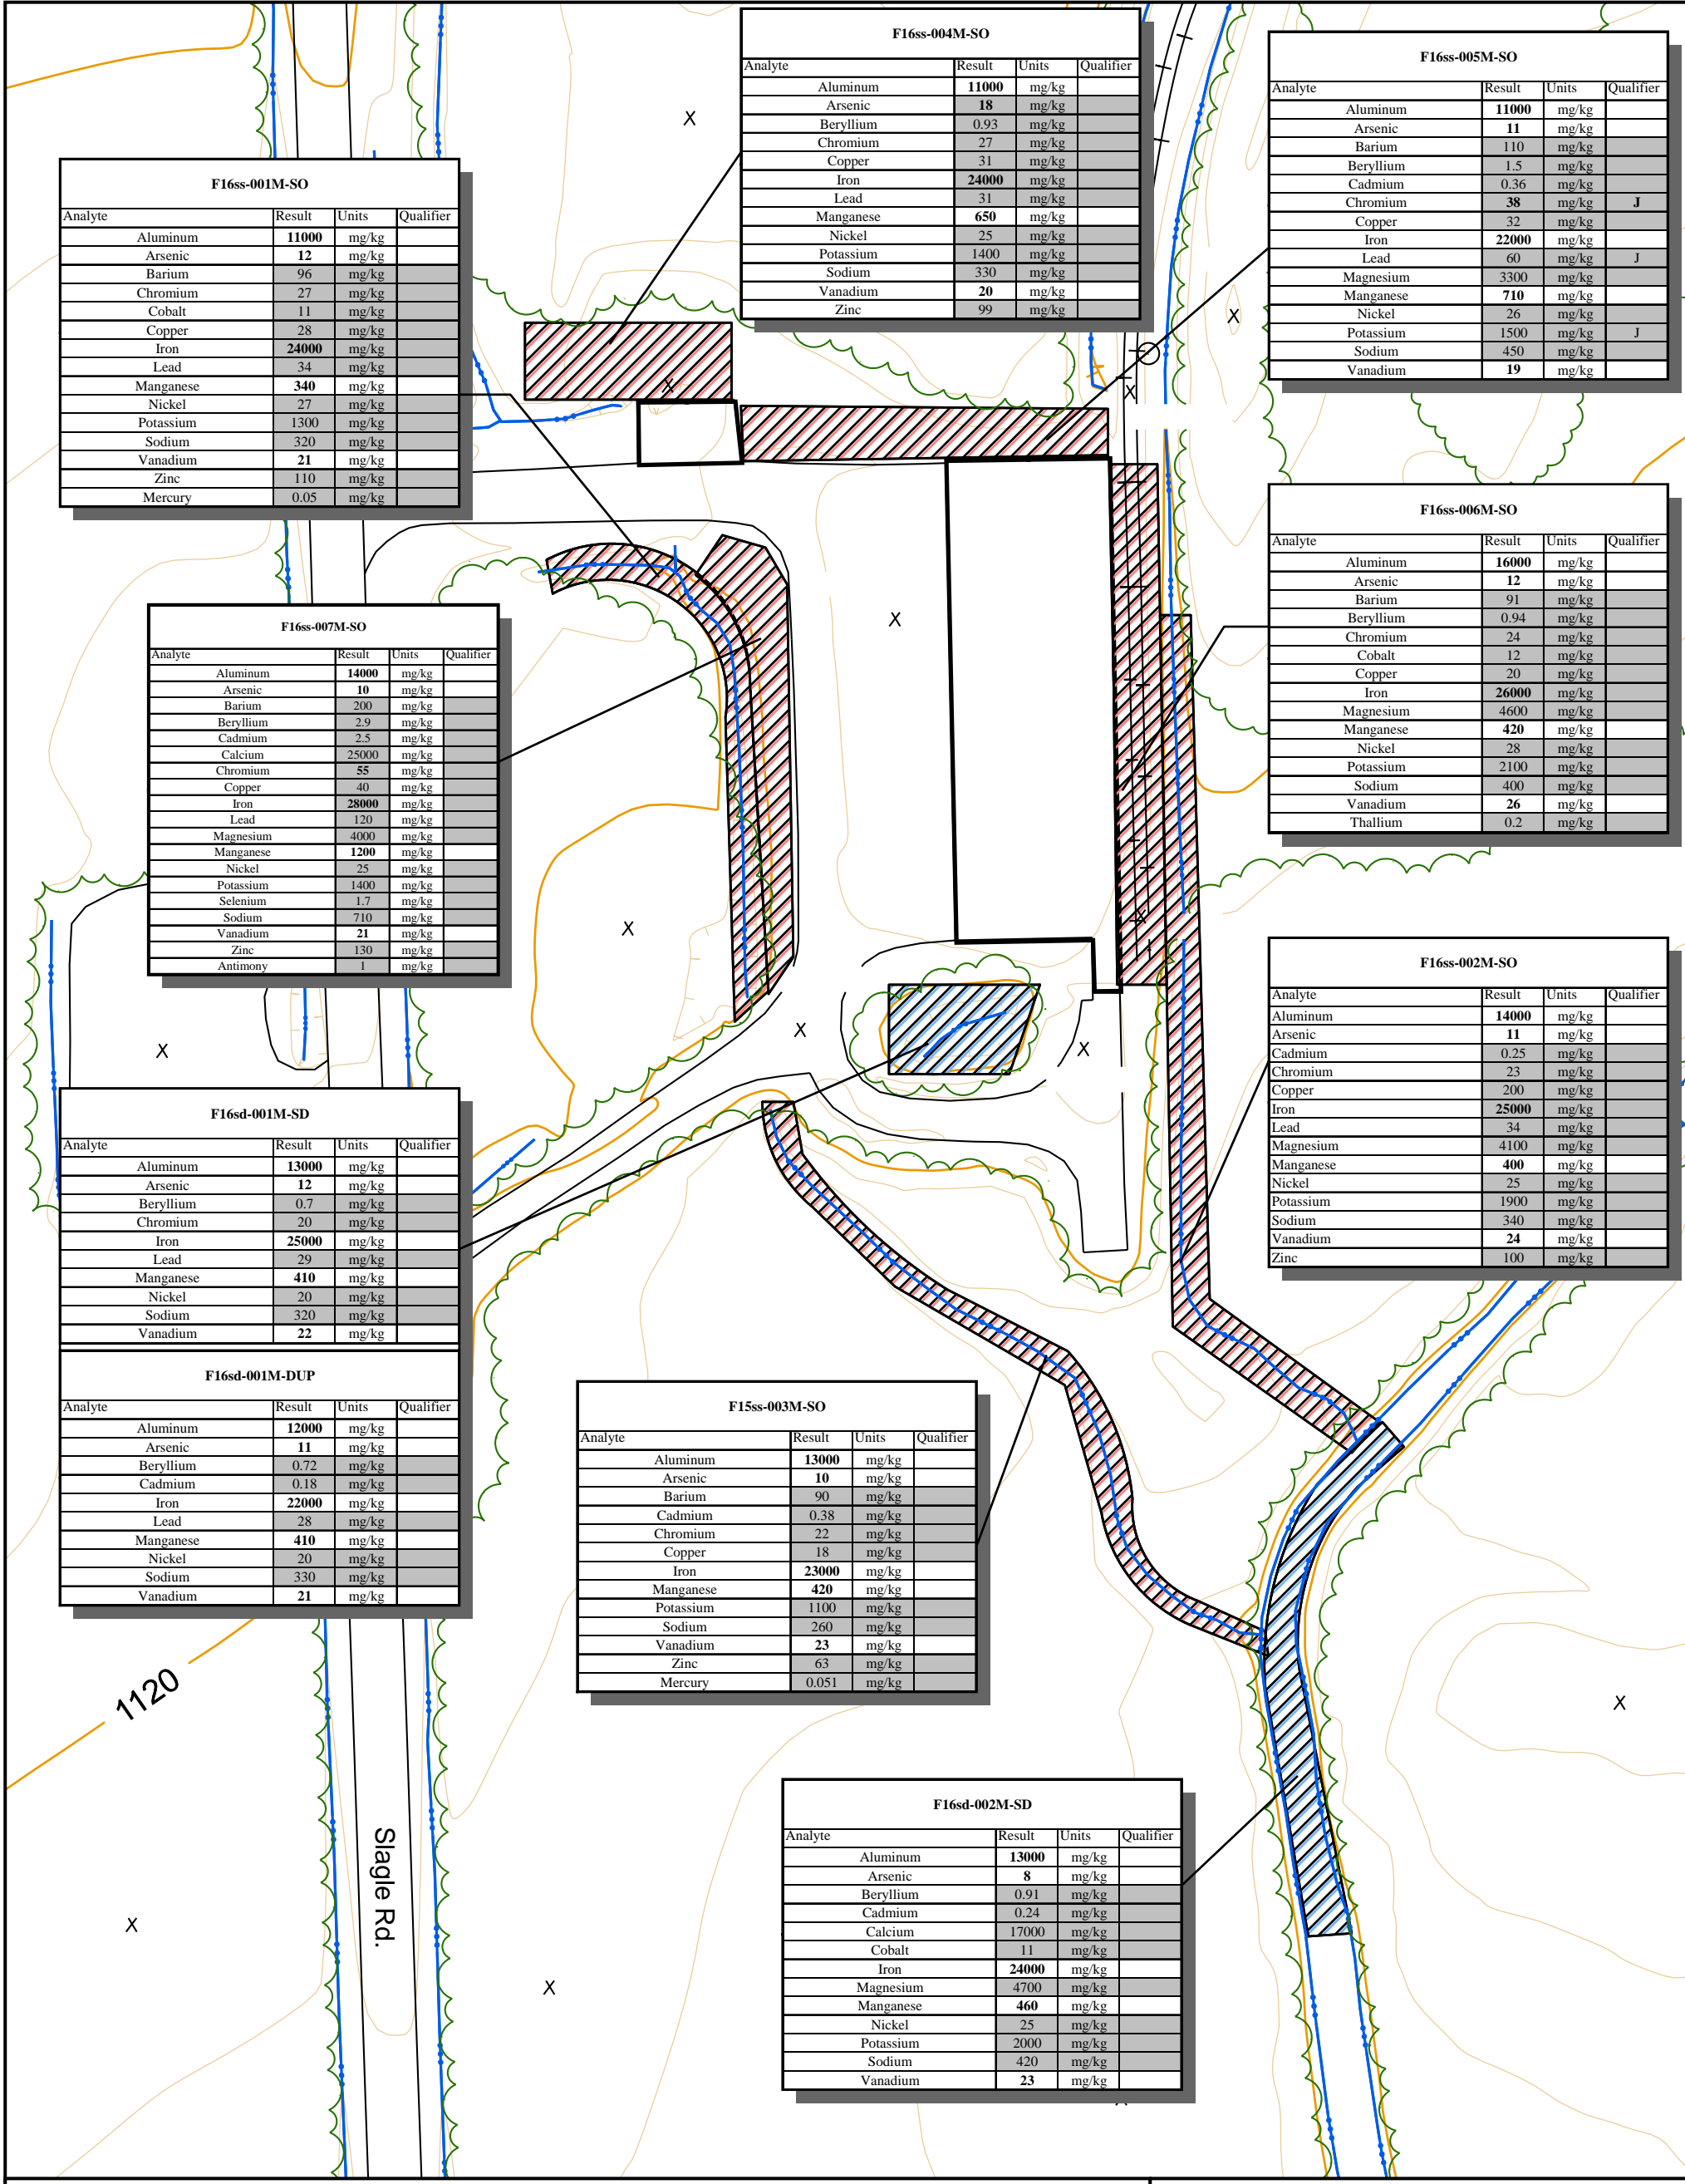 F16ss-004M-SO
Analyte Result Units Qualifier
Aluminum 11000 mg/kg
Arsenic 18 mg/kg
Beryllium 0.93 mg/kg
Chromium 27 mg/kg
Copper 31 mg/kg
Iron 24000 mg/kg
Lead 31 mg/kg
Manganese 650 mg/kg
Nickel 25 mg/kg
Potassium 1400 mg/kg
Sodium 330 mg/kg
Vanadium 20 mg/kg
Zinc 99 mg/kg
F16ss-005M-SO
Analyte Result Units Qualifier
Aluminum 11000 mg/kg
Arsenic 11 mg/kg
Barium 110 mg/kg
Beryllium 1.5 mg/kg
Cadmium 0.36 mg/kg
Chromium 38 mg/kg J
Copper 32 mg/kg
Iron 22000 mg/kg
Lead 60 mg/kg J
Magnesium 3300 mg/kg
Manganese 710 mg/kg
Nickel 26 mg/kg
Potassium 1500 mg/kg J
Sodium 450 mg/kg
Vanadium 19 mg/kg
F16ss-001M-SO
Analyte Result Units Qualifier
Aluminum 11000 mg/kg
Arsenic 12 mg/kg
Barium 96 mg/kg
Chromium 27 mg/kg
Cobalt 11 mg/kg
Copper 28 mg/kg
Iron 24000 mg/kg
Lead 34 mg/kg
Manganese 340 mg/kg
Nickel 27 mg/kg
Potassium 1300 mg/kg
Sodium 320 mg/kg
Vanadium 21 mg/kg
Zinc 110 mg/kg
Mercury 0.05 mg/kg
F16ss-006M-SO
Analyte Result Units Qualifier
Aluminum 16000 mg/kg
Arsenic 12 mg/kg
Barium 91 mg/kg
Beryllium 0.94 mg/kg
Chromium 24 mg/kg
Cobalt 12 mg/kg
Copper 20 mg/kg
Iron 26000 mg/kg
Magnesium 4600 mg/kg
Manganese 420 mg/kg
Nickel 28 mg/kg
Potassium 2100 mg/kg
Sodium 400 mg/kg
Vanadium 26 mg/kg
Thallium 0.2 mg/kg
F16ss-007M-SO
Analyte Result Units Qualifier
Aluminum 14000 mg/kg
Arsenic 10 mg/kg
Barium 200 mg/kg
Beryllium 2.9 mg/kg
Cadmium 2.5 mg/kg
Calcium 25000 mg/kg
Chromium 55 mg/kg
Copper 40 mg/kg
Iron 28000 mg/kg
Lead 120 mg/kg
Magnesium 4000 mg/kg
Manganese 1200 mg/kg
Nickel 25 mg/kg
Potassium 1400 mg/kg
Selenium 1.7 mg/kg
Sodium 710 mg/kg
Vanadium 21 mg/kg
Zinc 130 mg/kg
Antimony 1 mg/kg
F16ss-002M-SO
Analyte Result Units Qualifier
Aluminum 14000 mg/kg
Arsenic 11 mg/kg
Cadmium 0.25 mg/kg
Chromium 23 mg/kg
Copper 200 mg/kg
Iron 25000 mg/kg
Lead 34 mg/kg
Magnesium 4100 mg/kg
Manganese 400 mg/kg
Nickel 25 mg/kg
Potassium 1900 mg/kg
Sodium 340 mg/kg
Vanadium 24 mg/kg
Zinc 100 mg/kg
F16sd-001M-SD
Analyte Result Units Qualifier
Aluminum 13000 mg/kg
Arsenic 12 mg/kg
Beryllium 0.7 mg/kg
Chromium 20 mg/kg
Iron 25000 mg/kg
Lead 29 mg/kg
Manganese 410 mg/kg
Nickel 20 mg/kg
Sodium 320 mg/kg
Vanadium 22 mg/kg
F16sd-001M-DUP
Analyte Result Units Qualifier
Aluminum 12000 mg/kg
Arsenic 11 mg/kg
Beryllium 0.72 mg/kg
Cadmium 0.18 mg/kg
Iron 22000 mg/kg
Lead 28 mg/kg
Manganese 410 mg/kg
Nickel 20 mg/kg
Sodium 330 mg/kg
Vanadium 21 mg/kg
F15ss-003M-SO
Analyte Result Units Qualifier
Aluminum 13000 mg/kg
Arsenic 10 mg/kg
Barium 90 mg/kg
Cadmium 0.38 mg/kg
Chromium 22 mg/kg
Copper 18 mg/kg
Iron 23000 mg/kg
Manganese 420 mg/kg
Potassium 1100 mg/kg
Sodium 260 mg/kg
Vanadium 23 mg/kg
Zinc 63 mg/kg
Mercury 0.051 mg/kg
1120
Slagle Rd.
F16sd-002M-SD
Analyte Result Units Qualifier
Aluminum 13000 mg/kg
Arsenic 8 mg/kg
Beryllium 0.91 mg/kg
Cadmium 0.24 mg/kg
Calcium 17000 mg/kg
Cobalt 11 mg/kg
Iron 24000 mg/kg
Magnesium 4700 mg/kg
Manganese 460 mg/kg
Nickel 25 mg/kg
Potassium 2000 mg/kg
Sodium 420 mg/kg
Vanadium 23 mg/kg